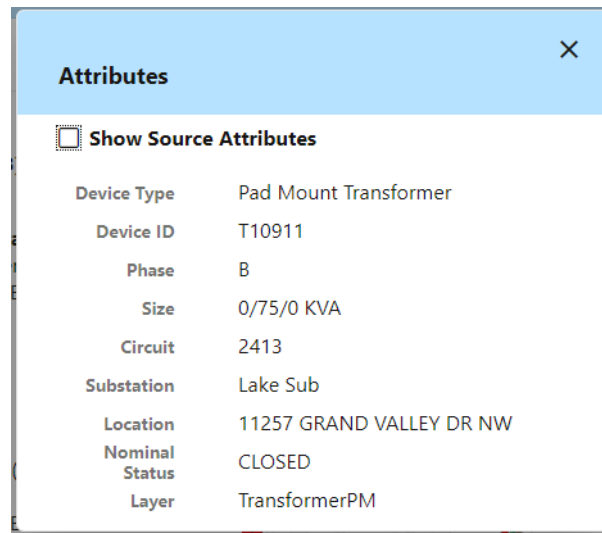 Attributes
Show Source Attributes
Device Type Pad Mount Transformer
Device ID T10911
Phase B
Size 0/75/0 KVA
Circuit 2413
Substation Lake Sub
Location 11257 GRAND VALLEY DR NW
Nominal Status CLOSED
Layer TransformerPM